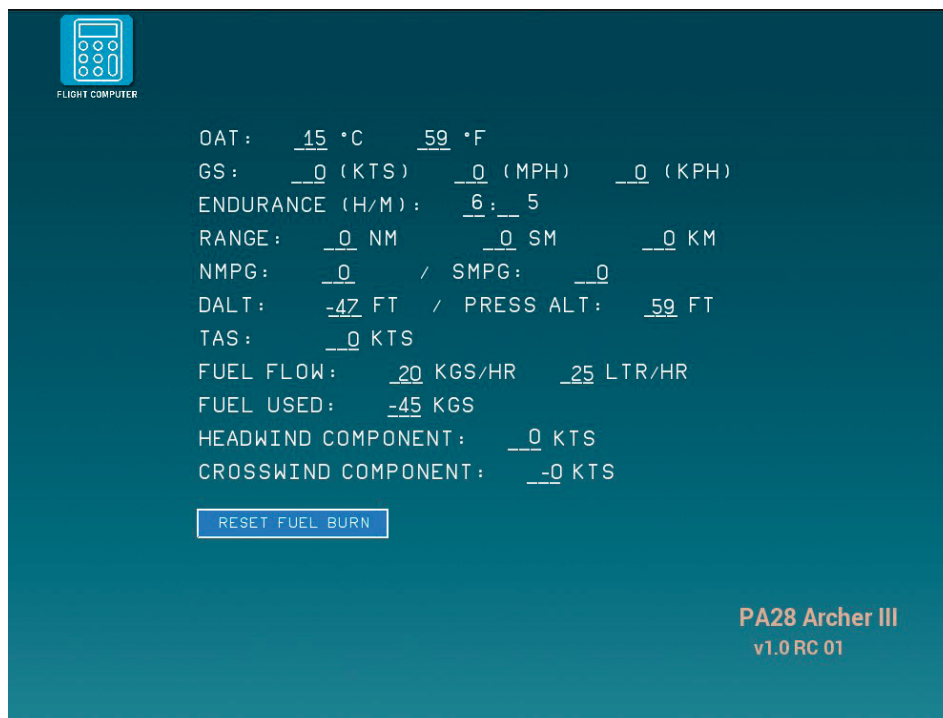 FLIGHT COMPUTER
OAT: 15 °C 59 °F
GS: 0 (KTS) 0 (MPH) 0 (KPH)
ENDURANCE (H/M): 6: 5
RANGE: 0 NM 0 SM 0 KM
NMPG: 0 / SMPG: 0
DALT: -47 FT / PRESS ALT: 59 FT
TAS: 0 KTS
FUEL FLOW: 20 KGS/HR 25 LTR/HR
FUEL USED: -45 KGS
HEADWIND COMPONENT: 0 KTS
CROSSWIND COMPONENT: -0 KTS
RESET FUEL BURN
PA28 Archer III
v1.0 RC 01